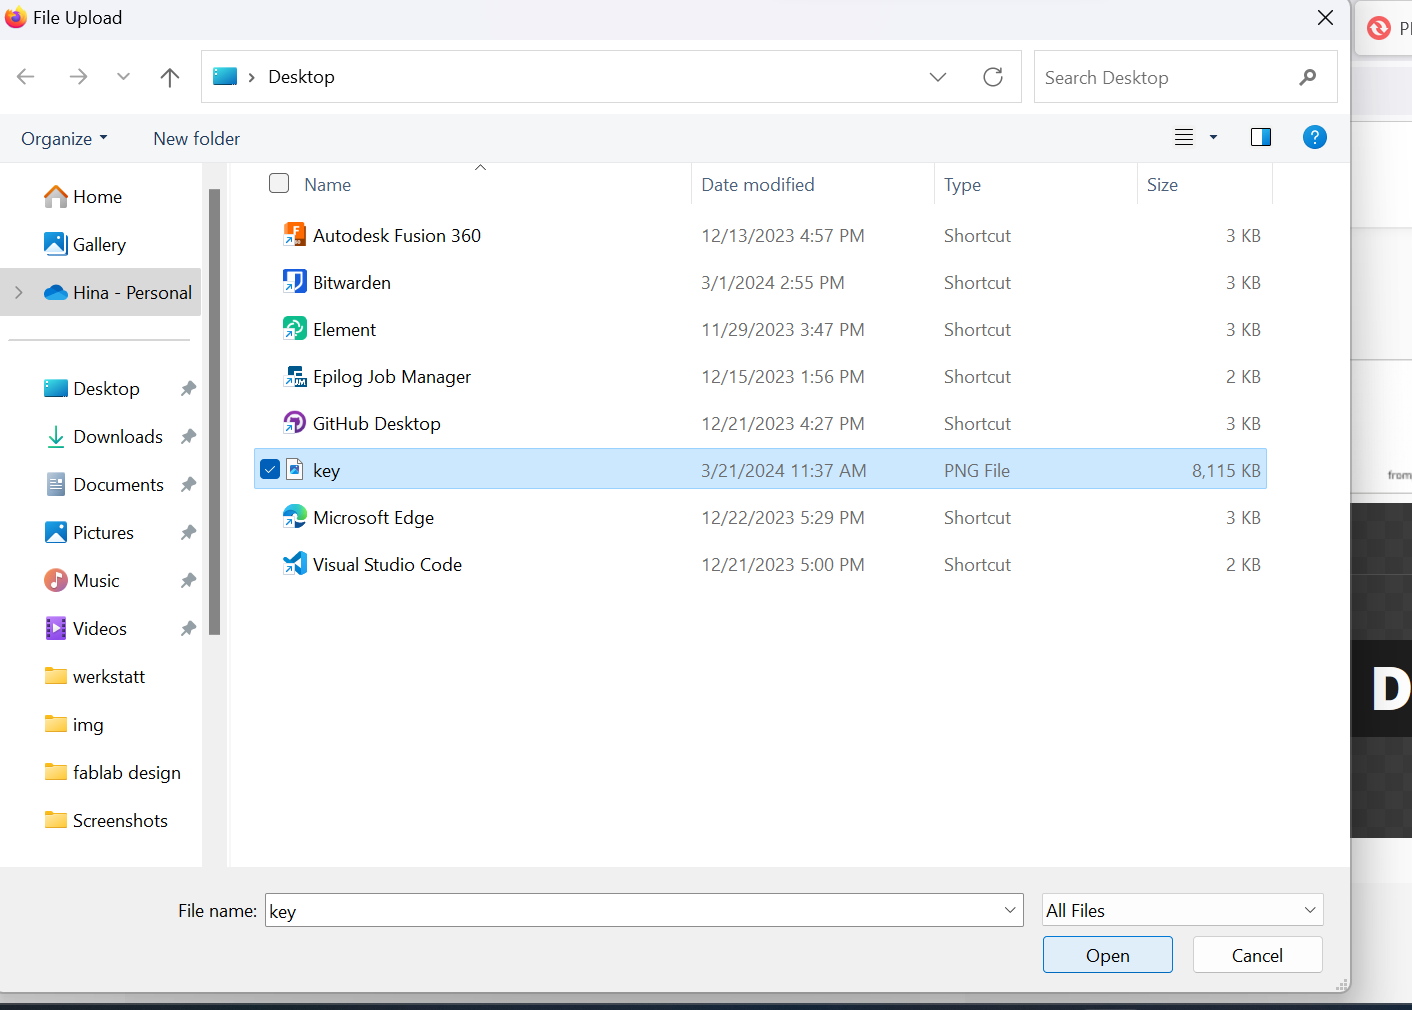 File Upload
Desktop
Search Desktop
Organize
New folder
?
Home
Gallery
Hina - Personal
Desktop
Downloads
Documents
Pictures
Music
Videos
werkstatt
img
fablab design
Screenshots
Name Date modified Type Size
Autodesk Fusion 360 12/13/2023 4:57 PM Shortcut 3 KB
Bitwarden 3/1/2024 2:55 PM Shortcut 3 KB
Element 11/29/2023 3:47 PM Shortcut 3 KB
Epilog Job Manager 12/15/2023 1:56 PM Shortcut 2 KB
GitHub Desktop 12/21/2023 4:27 PM Shortcut 3 KB
key 3/21/2024 11:37 AM PNG File 8,115 KB
Microsoft Edge 12/22/2023 5:29 PM Shortcut 3 KB
Visual Studio Code 12/21/2023 5:00 PM Shortcut 2 KB
from
D
File name: key
All Files
Open
Cancel